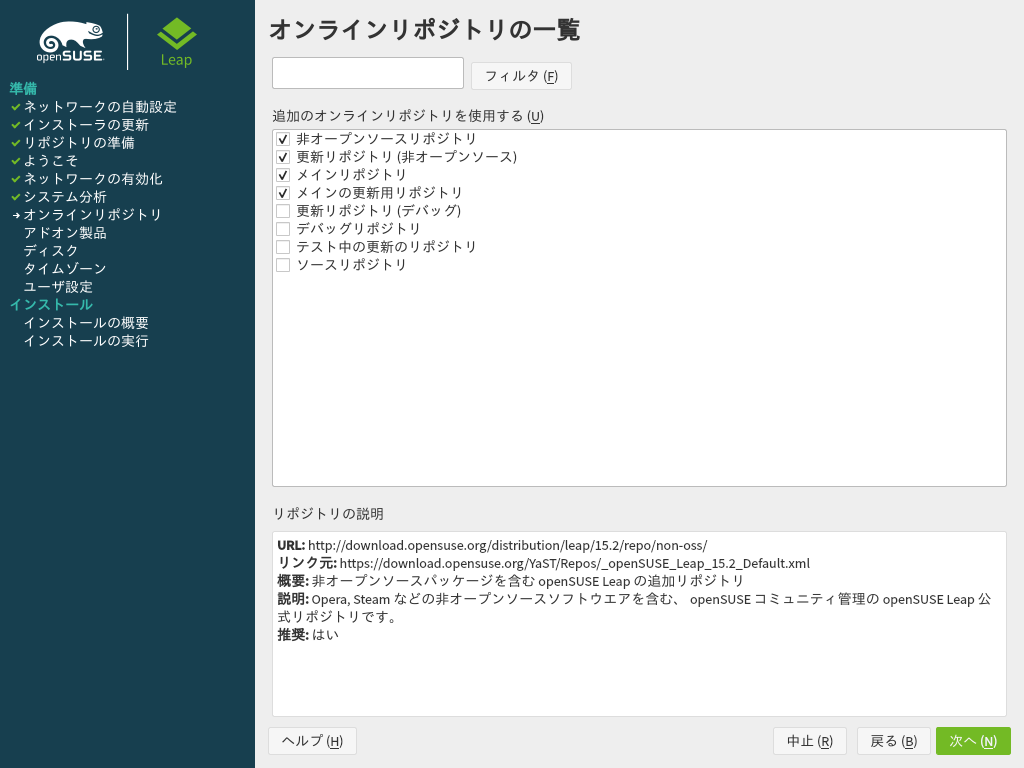 openSUSE
Leap
準備
ネットワークの自動設定
インストーラの更新
リポジトリの準備
ようこそ
ネットワークの有効化
システム分析
オンラインリポジトリ
アドオン製品
ディスク
タイムゾーン
ユーザ設定
インストール
インストールの概要
インストールの実行
オンラインリポジトリの一覧
フィルタ (F)
追加のオンラインリポジトリを使用する (U)
非オープンソースリポジトリ
更新リポジトリ (非オープンソース)
メインリポジトリ
メインの更新用リポジトリ
更新リポジトリ (デバッグ)
デバッグリポジトリ
テスト中の更新のリポジトリ
ソースリポジトリ
リポジトリの説明
URL: http://download.opensuse.org/distribution/leap/15.2/repo/non-oss/
リンク元: https://download.opensuse.org/YaST/Repos/_openSUSE_Leap_15.2_Default.xml
概要: 非オープンソースパッケージを含む openSUSE Leap の追加リポジトリ
説明: Opera, Steam などの非オープンソースソフトウエアを含む、 openSUSE コミュニティ管理の openSUSE Leap 公
式リポジトリです。
推奨: はい
ヘルプ (H)
中止 (R)
戻る (B)
次へ (N)